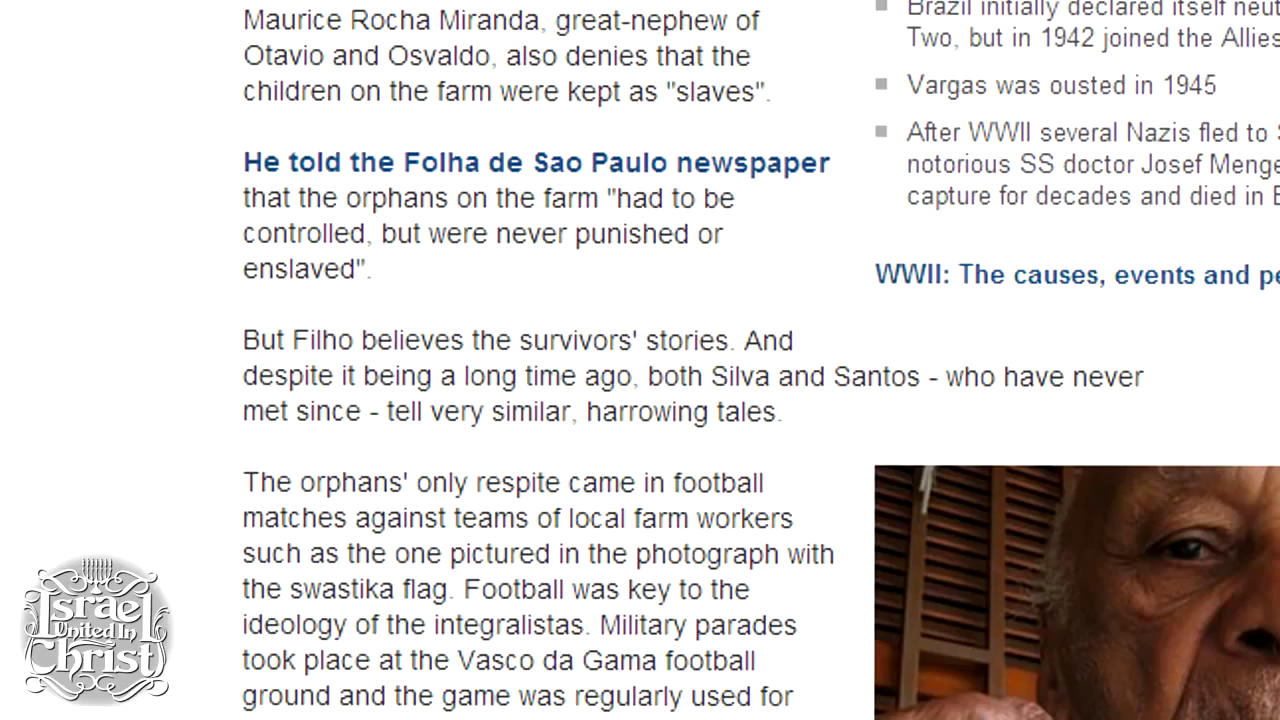 Maurice Rocha Miranda, great-nephew of
Otavio and Osvaldo, also denies that the
children on the farm were kept as "slaves".
He told the Folha de Sao Paulo newspaper
that the orphans on the farm "had to be
controlled, but were never punished or
enslaved".
But Filho believes the survivors' stories. And
despite it being a long time ago, both Silva and Santos - who have never
met since - tell very similar, harrowing tales.
The orphans' only respite came in football
matches against teams of local farm workers
such as the one pictured in the photograph with
the swastika flag. Football was key to the
ideology of the integralistas. Military parades
took place at the Vasco da Gama football
ground and the game was regularly used for
Brazil initially declared itself
Two, but in 1942 joined the Allies
Vargas was ousted in 1945
After WWII several Nazis fled to
notorious SS doctor Josef
capture for decades and died in
WWII: The causes, events and
Israel
United In
Christ